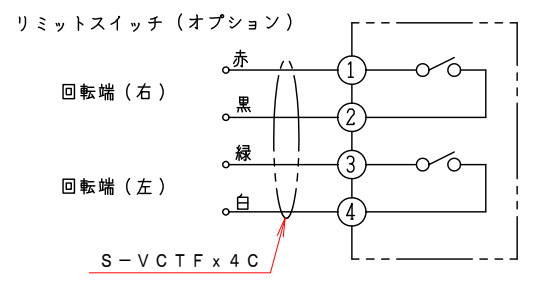 リミットスイッチ（オプション）
赤
①
回転端（右）
黒
②
緑
③
回転端（左）
白
④
S－VCTF×4C